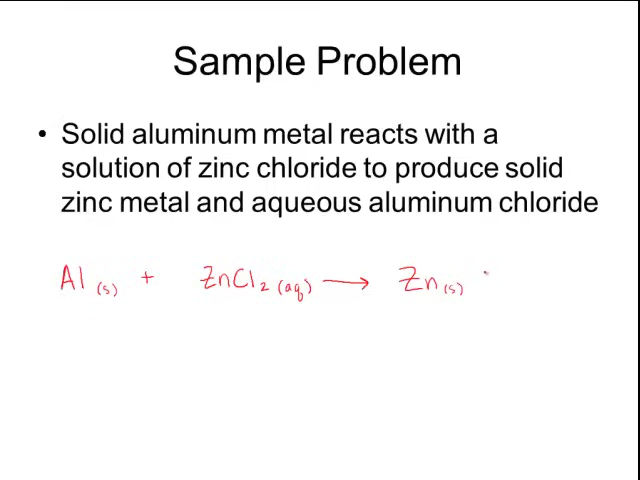 Sample Problem
• Solid aluminum metal reacts with a
solution of zinc chloride to produce solid
zinc metal and aqueous aluminum chloride
Al (s) + ZnCl₂ (aq) ⟶ Zn (s)